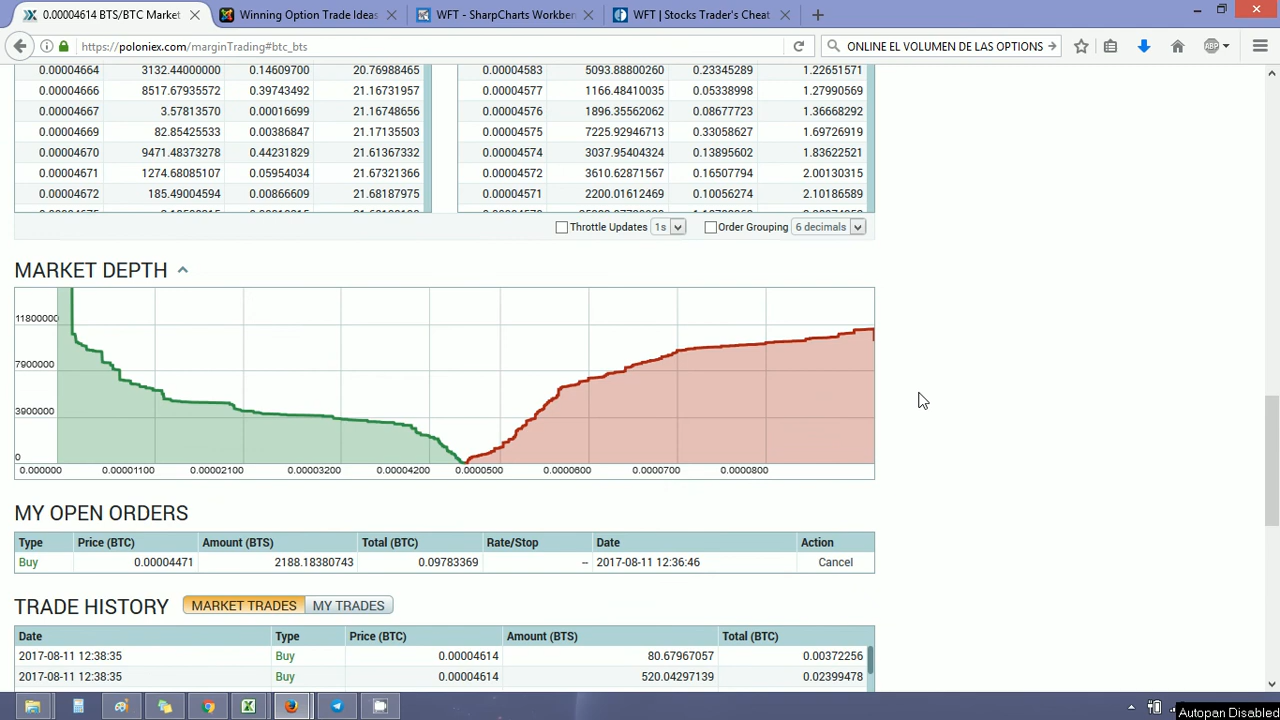 0.00004614 BTS/BTC Market
Winning Option Trade Ideas
WFT - SharpCharts Workben
WFT | Stocks Trader's Cheat
https://poloniex.com/marginTrading#btc_bts
ONLINE EL VOLUMEN DE LAS OPTIONS
ABP
0.00004664 3132.44000000 0.14609700 20.76988465 0.00004583 5093.88800260 0.23345289 1.22651571
0.00004666 8517.67935572 0.39743492 21.16731957 0.00004577 1166.48410035 0.05338998 1.27990569
0.00004667 3.57813570 0.00016699 21.16748656 0.00004576 1896.35562062 0.08677723 1.36668292
0.00004669 82.85425533 0.00386847 21.17135503 0.00004575 7225.92946713 0.33058627 1.69726919
0.00004670 9471.48373278 0.44231829 21.61367332 0.00004574 3037.95404324 0.13895602 1.83622521
0.00004671 1274.68085107 0.05954034 21.67321366 0.00004572 3610.62871567 0.16507794 2.00130315
0.00004672 185.49004594 0.00866609 21.68187975 0.00004571 2200.01612469 0.10056274 2.10186589
Throttle Updates 1s Order Grouping 6 decimals
MARKET DEPTH
11800000
7900000
3900000
0
0.000000 0.00001100 0.00002100 0.00003200 0.00004200 0.0000500 0.0000600 0.0000700 0.0000800
MY OPEN ORDERS
Type Price (BTC) Amount (BTS) Total (BTC) Rate/Stop Date Action
Buy 0.00004471 2188.18380743 0.09783369 -- 2017-08-11 12:36:46 Cancel
TRADE HISTORY MARKET TRADES MY TRADES
Date Type Price (BTC) Amount (BTS) Total (BTC)
2017-08-11 12:38:35 Buy 0.00004614 80.67967057 0.00372256
2017-08-11 12:38:35 Buy 0.00004614 520.04297139 0.02399478
Autopan Disabled